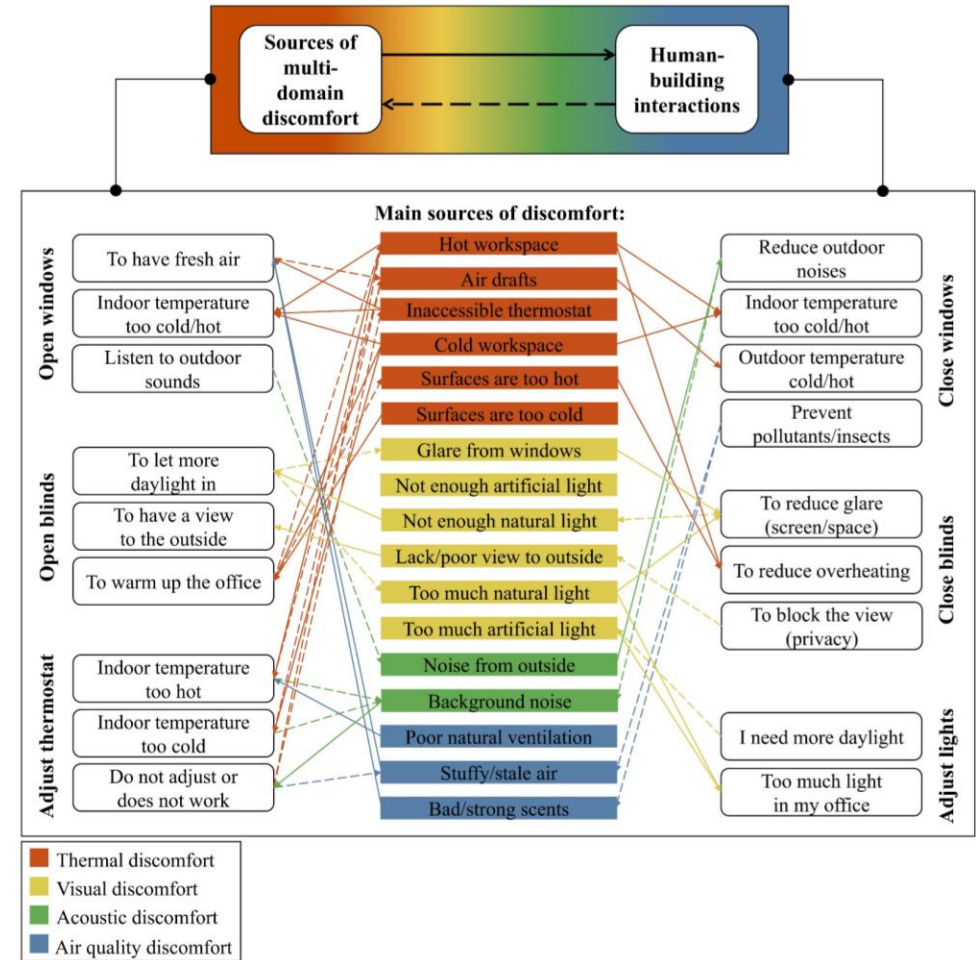 Sources of
multi-
domain
discomfort
Human-
building
interactions
Main sources of discomfort:
Open windows
To have fresh air
Indoor temperature
too cold/hot
Listen to outdoor
sounds
Open blinds
To let more
daylight in
To have a view
to the outside
To warm up the office
Adjust thermostat
Indoor temperature
too hot
Indoor temperature
too cold
Do not adjust or
does not work
Hot workspace
Air drafts
Inaccessible thermostat
Cold workspace
Surfaces are too hot
Surfaces are too cold
Glare from windows
Not enough artificial light
Not enough natural light
Lack/poor view to outside
Too much natural light
Too much artificial light
Noise from outside
Background noise
Poor natural ventilation
Stuffy/stale air
Bad/strong scents
Reduce outdoor
noises
Indoor temperature
too cold/hot
Outdoor temperature
cold/hot
Prevent
pollutants/insects
Close windows
To reduce glare
(screen/space)
To reduce overheating
To block the view
(privacy)
Close blinds
I need more daylight
Too much light
in my office
Adjust lights
Thermal discomfort
Visual discomfort
Acoustic discomfort
Air quality discomfort